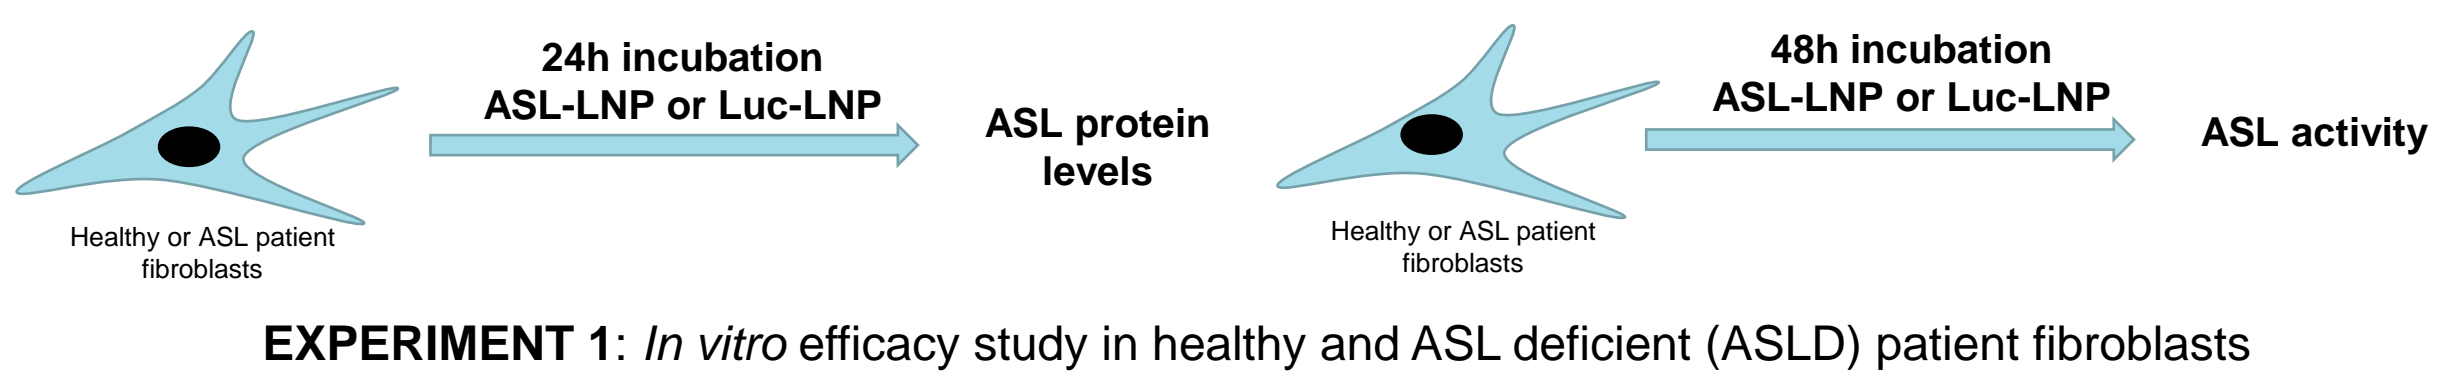 24h incubation
ASL-LNP or Luc-LNP
ASL protein
levels
Healthy or ASL patient
fibroblasts
48h incubation
ASL-LNP or Luc-LNP
ASL activity
Healthy or ASL patient
fibroblasts
EXPERIMENT 1: In vitro efficacy study in healthy and ASL deficient (ASLD) patient fibroblasts